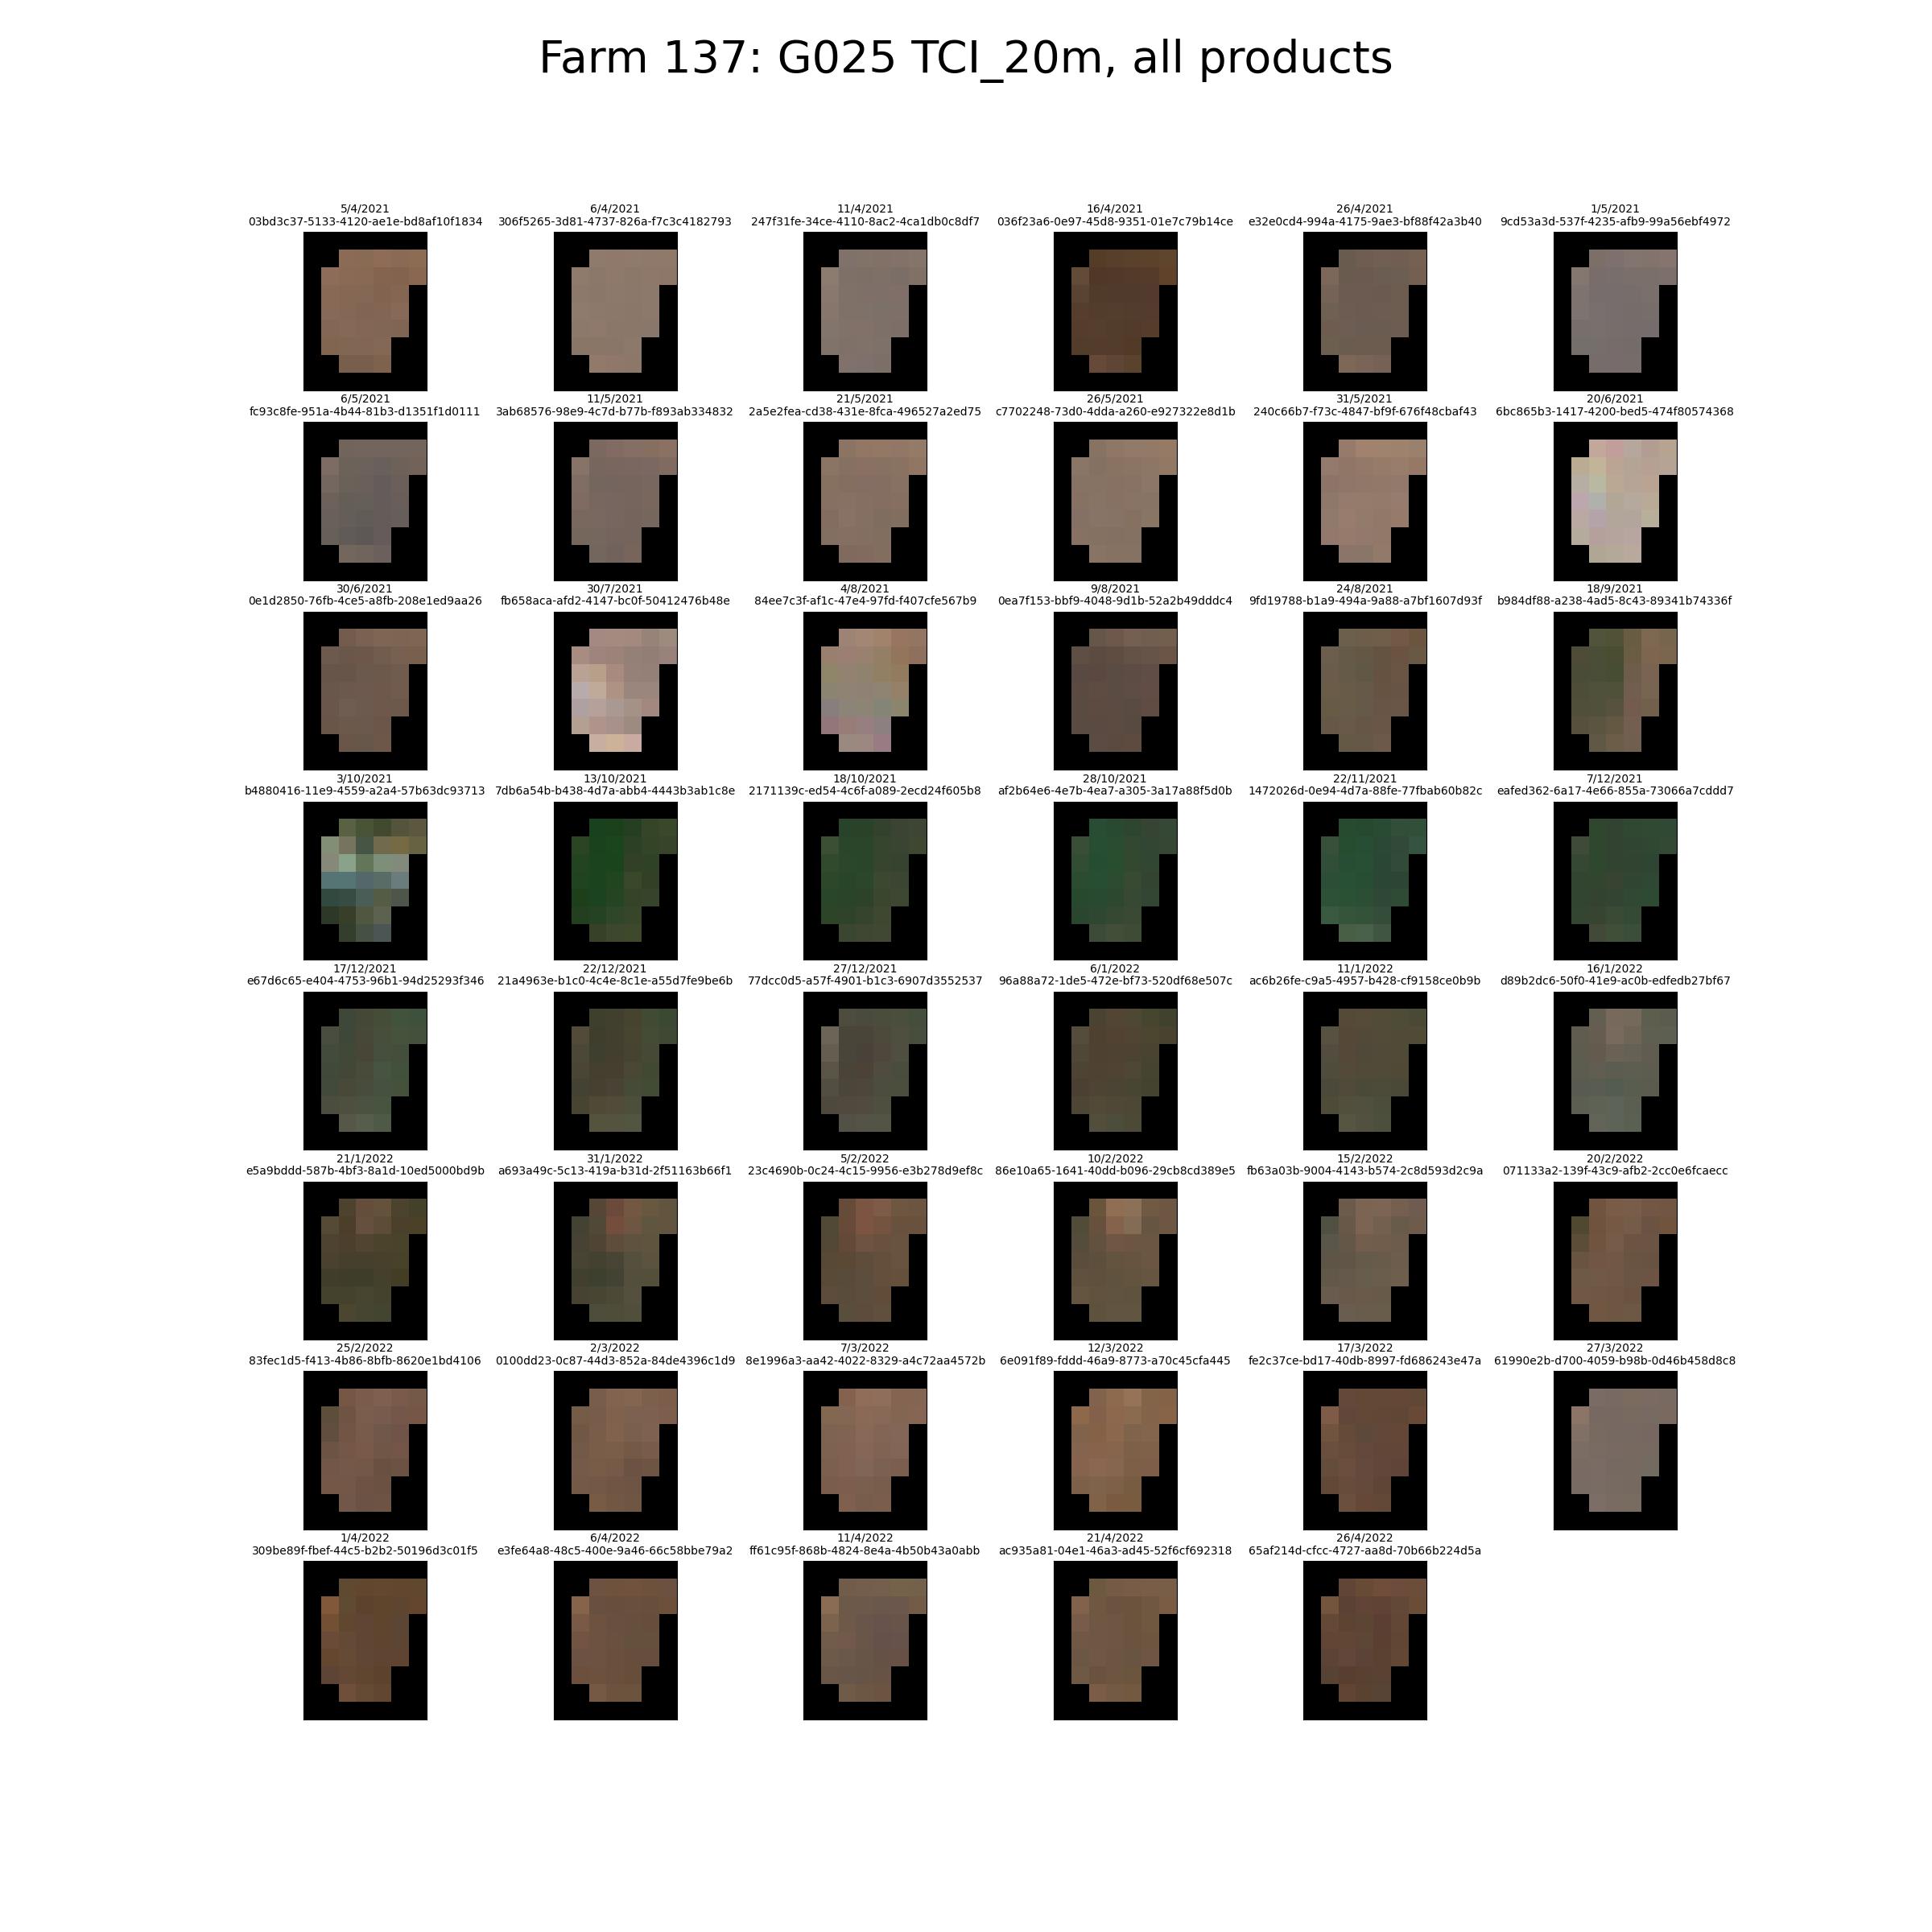 Farm 137: G025 TCI_20m, all products
5/4/2021 6/4/2021 11/4/2021 16/4/2021 26/4/2021 1/5/2021
03bd3c37-5133-4120-ae1e-bd8af10f1834 306f5265-3d81-4737-826a-f7c3c4182793 247f31fe-34ce-4110-8ac2-4ca1db0c8df7 036f23a6-0e97-45d8-9351-01e7c79b14ce e32e0cd4-994a-4175-9ae3-bf88f42a3b40 9cd53a3d-537f-4235-afb9-99a56ebf4972
6/5/2021 11/5/2021 21/5/2021 26/5/2021 31/5/2021 20/6/2021
fc93c8fe-951a-4b44-81b3-d1351f1d0111 3ab68576-98e9-4c7d-b77b-f893ab334832 2a5e2fea-cd38-431e-8fca-496527a2ed75 c7702248-73d0-4dda-a260-e927322e8d1b 240c66b7-f73c-4847-bf9f-676f48cbaf43 6bc865b3-1417-4200-bed5-474f80574368
30/6/2021 30/7/2021 4/8/2021 9/8/2021 24/8/2021 18/9/2021
0e1d2850-76fb-4ce5-a8fb-208e1ed9aa26 fb658aca-afd2-4147-bc0f-50412476b48e 84ee7c3f-af1c-47e4-97fd-f407cfe567b9 0ea7f153-bbf9-4048-9d1b-52a2b49dddc4 9fd19788-b1a9-494a-9a88-a7bf1607d93f b984df88-a238-4ad5-8c43-89341b74336f
3/10/2021 13/10/2021 18/10/2021 28/10/2021 22/11/2021 7/12/2021
b4880416-11e9-4559-a2a4-57b63dc93713 7db6a54b-b438-4d7a-abb4-4443b3ab1c8e 2171139c-ed54-4c6f-a089-2ecd24f605b8 af2b64e6-4e7b-4ea7-a305-3a17a88f5d0b 1472026d-0e94-4d7a-88fe-77fbab60b82c eafed362-6a17-4e66-855a-73066a7cddd7
17/12/2021 22/12/2021 27/12/2021 6/1/2022 11/1/2022 16/1/2022
e67d6c65-e404-4753-96b1-94d25293f346 21a4963e-b1c0-4c4e-8c1e-a55d7fe9be6b 77dcc0d5-a57f-4901-b1c3-6907d3552537 96a88a72-1de5-472e-bf73-520df68e507c ac6b26fe-c9a5-4957-b428-cf9158ce0b9b d89b2dc6-50f0-41e9-ac0b-edfedb27bf67
21/1/2022 31/1/2022 5/2/2022 10/2/2022 15/2/2022 20/2/2022
e5a9bddd-587b-4bf3-8a1d-10ed5000bd9b a693a49c-5c13-419a-b31d-2f51163b66f1 23c4690b-0c24-4c15-9956-e3b278d9ef8c 86e10a65-1641-40dd-b096-29cb8cd389e5 fb63a03b-9004-4143-b574-2c8d593d2c9a 071133a2-139f-43c9-afb2-2cc0e6fcaecc
25/2/2022 2/3/2022 7/3/2022 12/3/2022 17/3/2022 27/3/2022
83fec1d5-f413-4b86-8bfb-8620e1bd4106 0100dd23-0c87-44d3-852a-84de4396c1d9 8e1996a3-aa42-4022-8329-a4c72aa4572b 6e091f89-fddd-46a9-8773-a70c45cfa445 fe2c37ce-bd17-40db-8997-fd686243e47a 61990e2b-d700-4059-b98b-0d46b458d8c8
1/4/2022 6/4/2022 11/4/2022 21/4/2022 26/4/2022
309be89f-fbef-44c5-b2b2-50196d3c01f5 e3fe64a8-48c5-400e-9a46-66c58bbe79a2 ff61c95f-868b-4824-8e4a-4b50b43a0abb ac935a81-04e1-46a3-ad45-52f6cf692318 65af214d-cfcc-4727-aa8d-70b66b224d5a